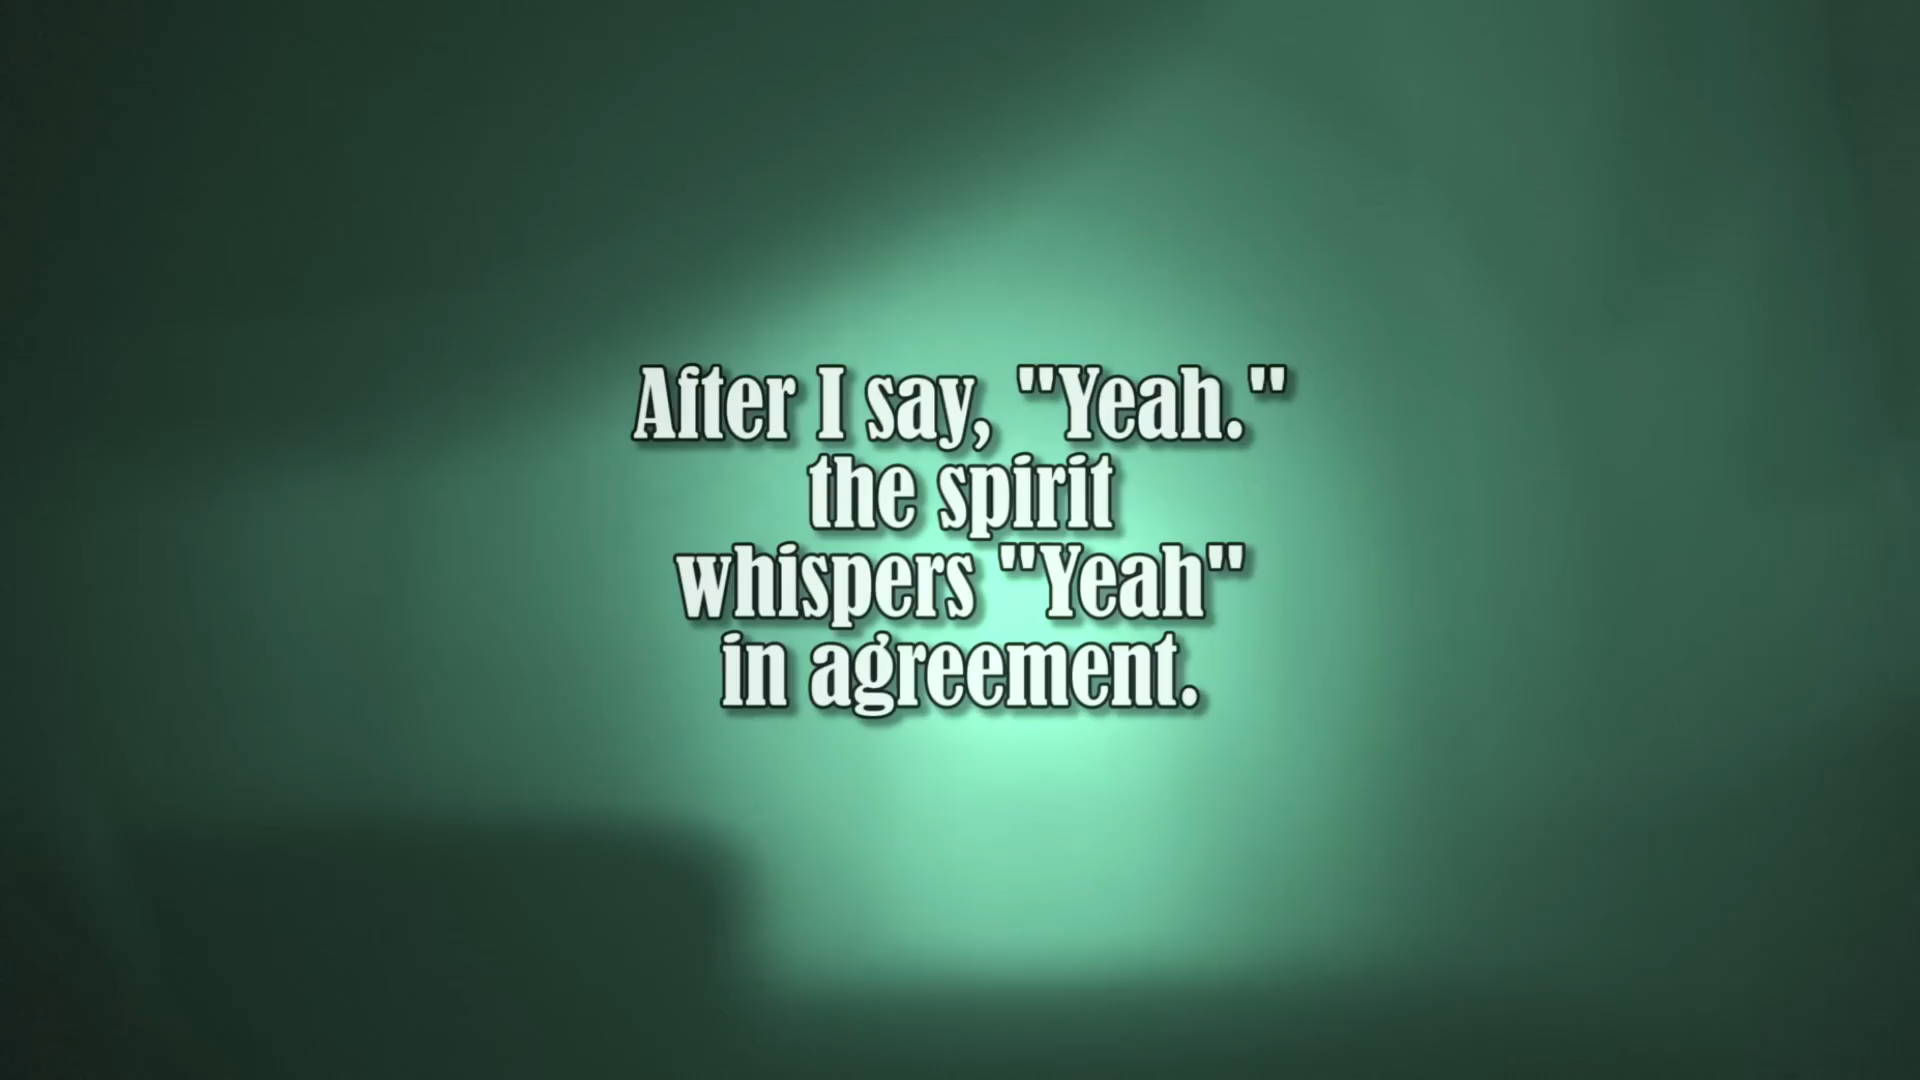 After I say, "Yeah."
the spirit
whispers "Yeah"
in agreement.